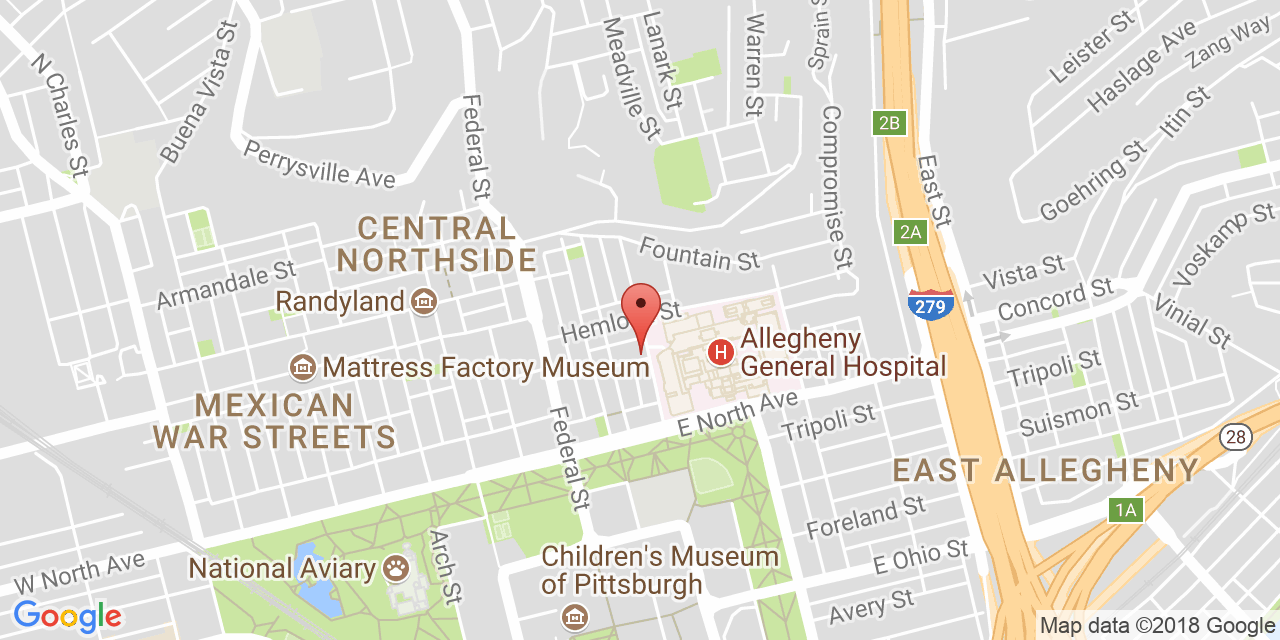 N Charles St
Buena Vista St
Perrysville Ave
Federal St
Meadville St
Lanark St
Warren St
Compromise St
2B
East St
Leister St
Haslage Ave
Zang Way
Itin St
Goehring St
Voskamp St
CENTRAL
NORTHSIDE
Armandale St
Randyland
Fountain St
2A
279
Vista St
Concord St
Vinial St
Mattress Factory Museum
Allegheny
General Hospital
H
MEXICAN
WAR STREETS
Federal St
E North Ave
Tripoli St
Tripoli St
Suismon St
28
EAST ALLEGHENY
1A
Foreland St
E Ohio St
Avery St
W North Ave
National Aviary
Arch St
Children's Museum
of Pittsburgh
Google
Map data ©2018 Google